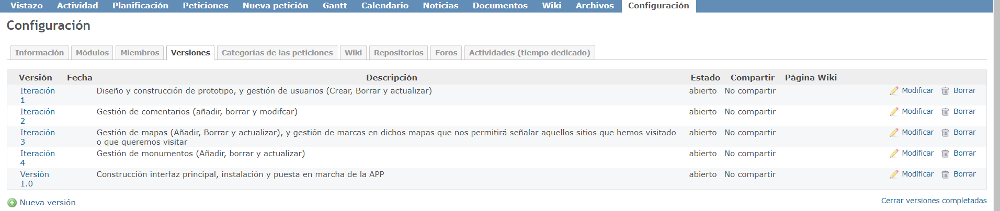 Vistazo Actividad Planificación Peticiones Nueva petición Gantt Calendario Noticias Documentos Wiki Archivos Configuración
Configuración
Información Módulos Miembros Versiones Categorías de las peticiones Wiki Repositorios Foros Actividades (tiempo dedicado)
Versión Fecha Descripción Estado Compartir Página Wiki
Iteración Diseño y construcción de prototipo, y gestión de usuarios (Crear, Borrar y actualizar) abierto No compartir Modificar Borrar
1
Iteración Gestión de comentarios (añadir, borrar y modifcar) abierto No compartir Modificar Borrar
2
Iteración Gestión de mapas (Añadir, Borrar y actualizar), y gestión de marcas en dichos mapas que nos permitirá señalar aquellos sitios que hemos visitado abierto No compartir Modificar Borrar
3 o que queremos visitar
Iteración Gestión de monumentos (Añadir, borrar y actualizar) abierto No compartir Modificar Borrar
4
Versión Construcción interfaz principal, instalación y puesta en marcha de la APP abierto No compartir Modificar Borrar
1.0
Nueva versión Cerrar versiones completadas